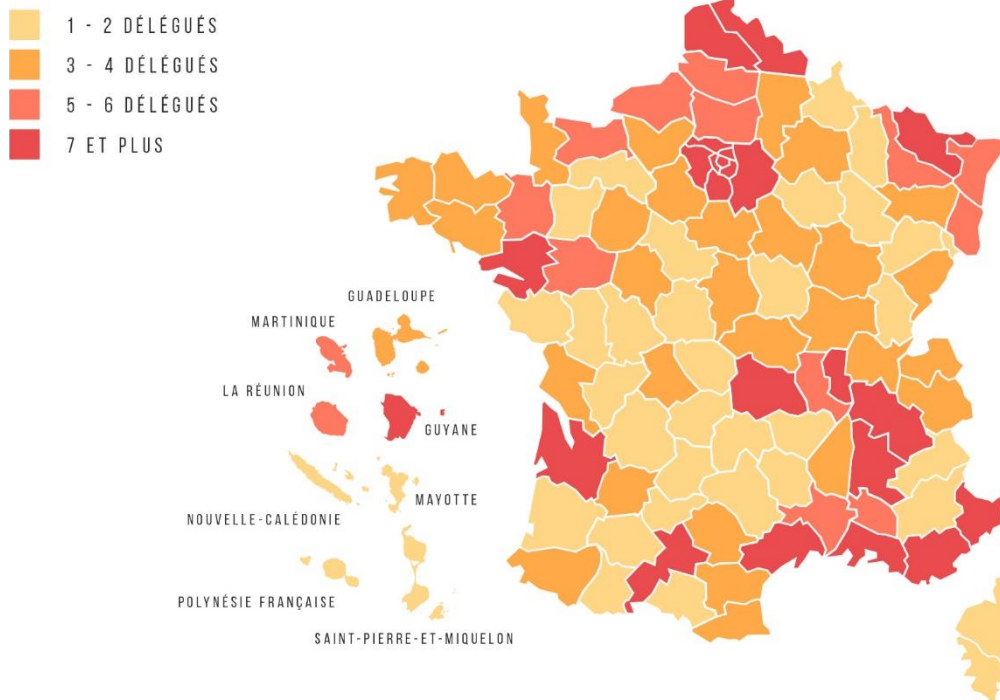 1 - 2 DÉLÉGUÉS
3 - 4 DÉLÉGUÉS
5 - 6 DÉLÉGUÉS
7 ET PLUS
GUADELOUPE
MARTINIQUE
LA RÉUNION
GUYANE
MAYOTTE
NOUVELLE-CALÉDONIE
POLYNÉSIE FRANÇAISE
SAINT-PIERRE-ET-MIQUELON